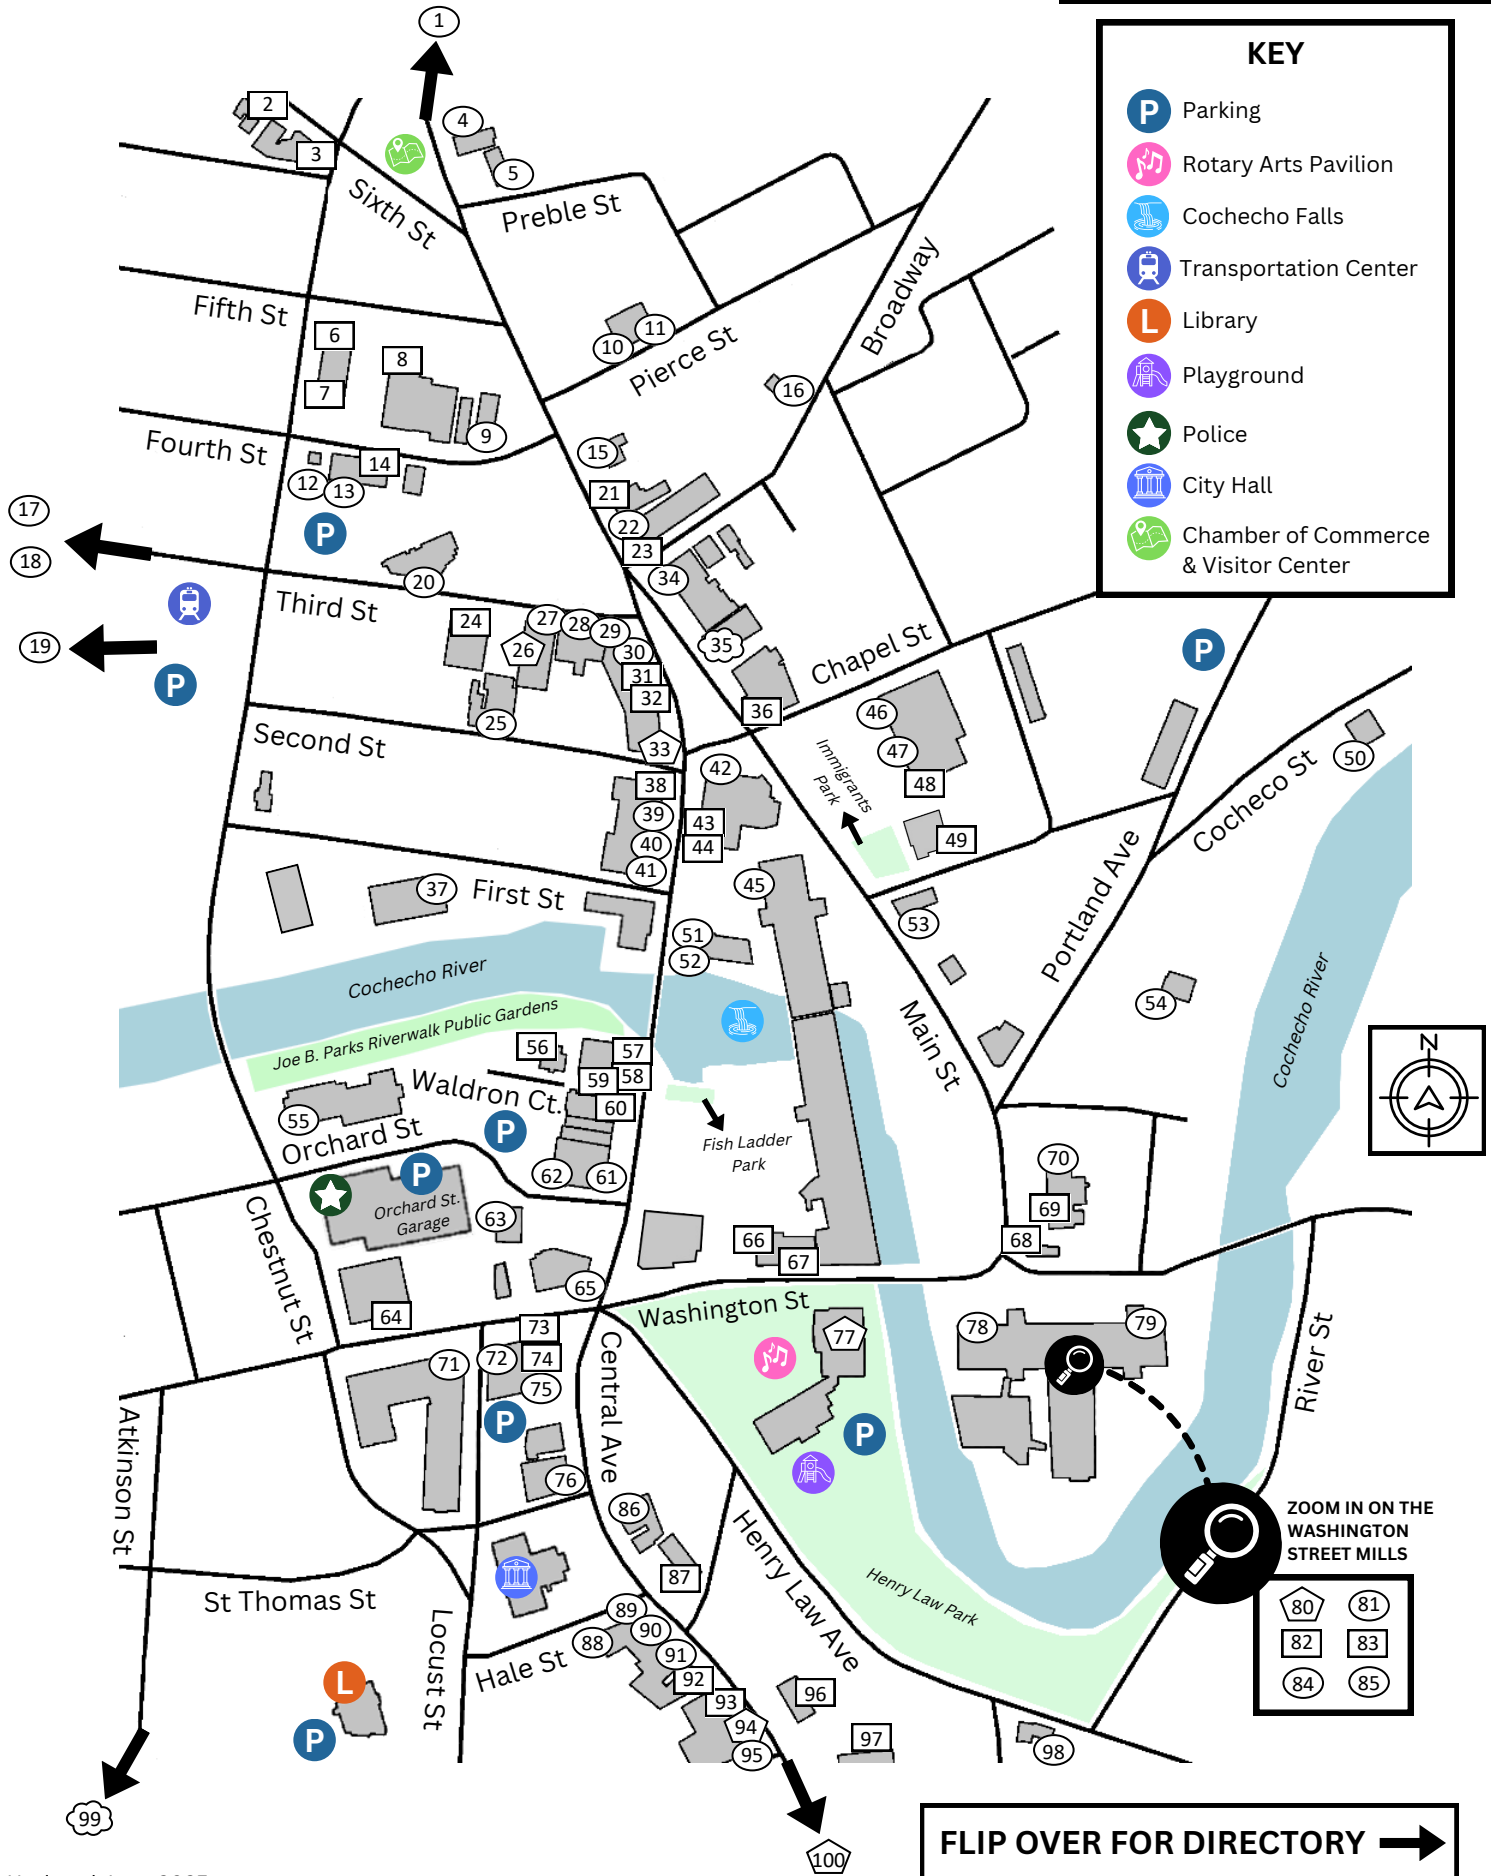 1
KEY
Parking
Rotary Arts Pavilion
Cochecho Falls
Transportation Center
Library
Playground
Police
City Hall
Chamber of Commerce
& Visitor Center
P
L
2
3
4
5
Sixth St
Preble St
Broadway
Fifth St
6
7
8
9
10
11
Pierce St
16
Fourth St
12
13
14
15
17
18
P
20
21
22
23
34
35
Third St
19
P
24
25
26
27
28
29
30
31
32
33
36
Chapel St
P
Second St
46
47
48
Immigrants
Park
49
50
Cocheco St
38
39
40
41
42
43
44
45
37
First St
51
52
53
Portland Ave
54
Cochecho River
Cochecho River
Joe B. Parks Riverwalk Public Gardens
Main St
N
56
57
58
59
60
Waldron Ct.
55
Orchard St
P
Fish Ladder
Park
61
62
P
Orchard St.
Garage
63
Chestnut St
64
65
66
67
68
69
70
Washington St
71
72
73
74
75
P
76
Central Ave
77
P
78
79
River St
Atkinson St
86
87
Henry Law Ave
Henry Law Park
ZOOM IN ON THE
WASHINGTON
STREET MILLS
80
81
82
83
84
85
St Thomas St
Locust St
Hale St
88
89
90
91
92
93
94
95
96
97
98
L
P
99
100
FLIP OVER FOR DIRECTORY